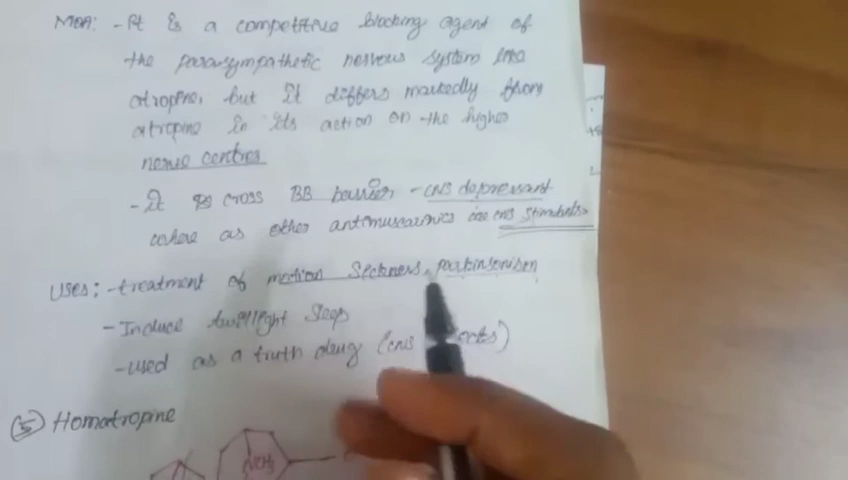 MOA: - It is a competitive blocking agent of
the parasympathetic nervous system like
atropine, but it differs markedly from
atropine in its action on the higher
nerve centres
- It cross BB barrier - CNS depressant
where as other antimuscarinics are CNS stimulants
Uses: - treatment of motion sickness, parkinsonison,
- Induce twilight sleep
- used as a truth drug (CNS
⑤ Homatropine
NCH3